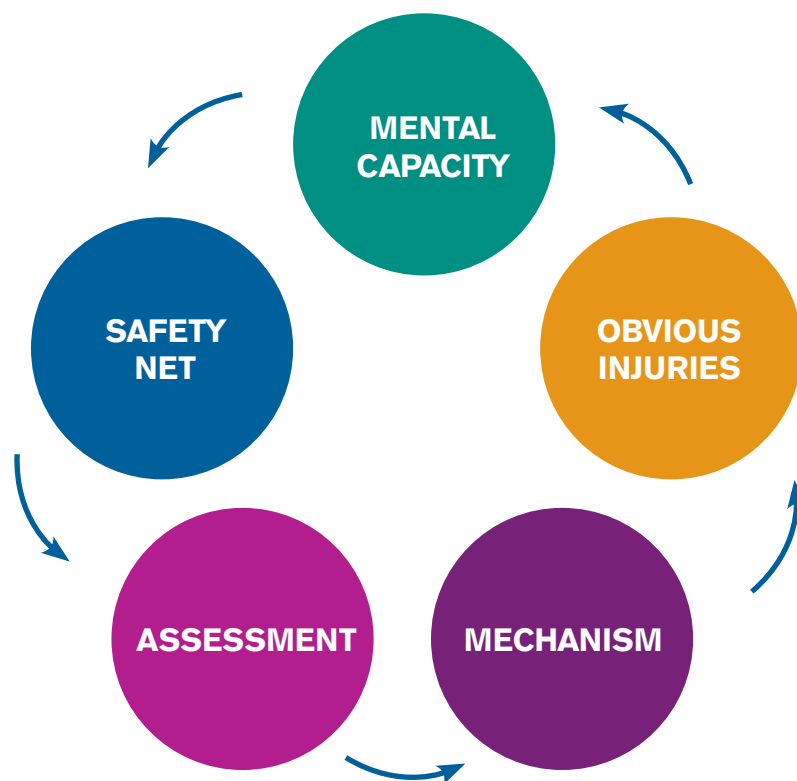 MENTAL
CAPACITY
SAFETY
NET
OBVIOUS
INJURIES
ASSESSMENT
MECHANISM